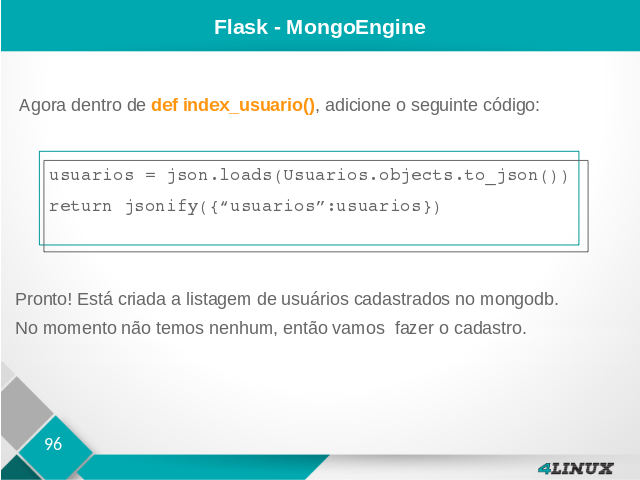 Flask - MongoEngine
Agora dentro de def index_usuario(), adicione o seguinte código:
usuarios = json.loads(Usuarios.objects.to_json())
return jsonify({“usuarios”:usuarios})
Pronto! Está criada a listagem de usuários cadastrados no mongodb.
No momento não temos nenhum, então vamos  fazer o cadastro.
96
4LINUX